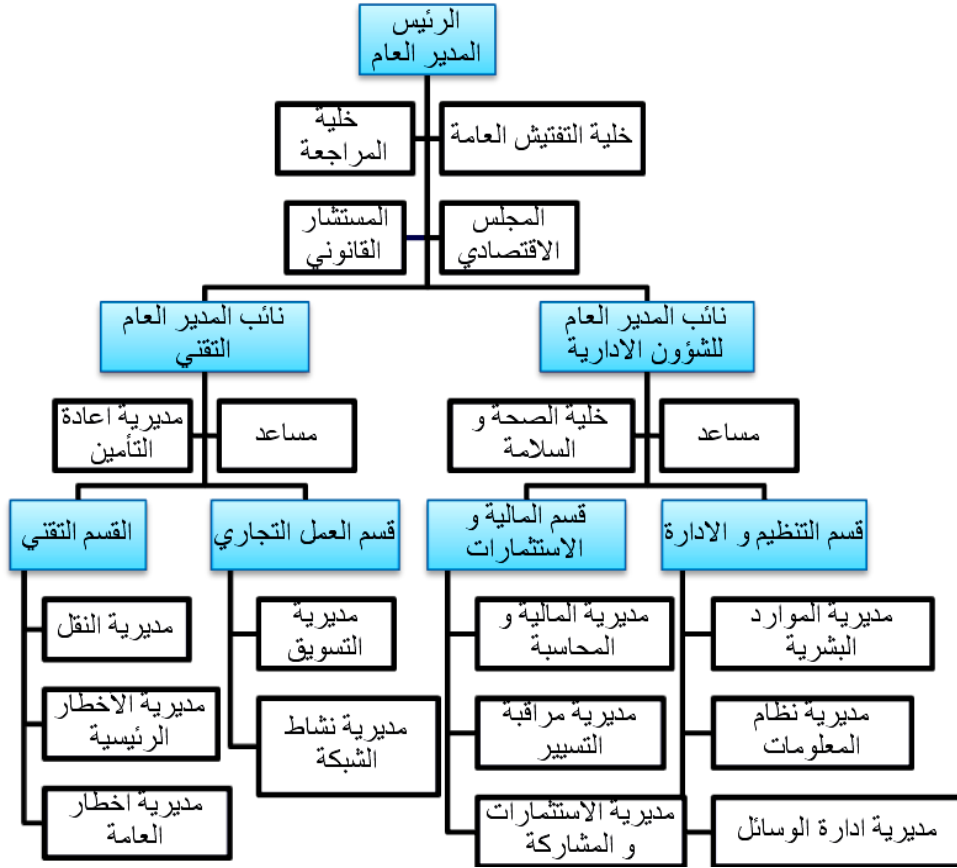 الرئيس
المدير العام
خلية التفتيش العامة
خلية
المراجعة
المجلس
الاقتصادي
المستشار
القانوني
نائب المدير العام
للشؤون الادارية
نائب المدير العام
التقني
مساعد
خلية الصحة و
السلامة
مساعد
مديرية اعادة
التأمين
قسم التنظيم و الادارة
قسم المالية و
الاستثمارات
قسم العمل التجاري
القسم التقني
مديرية الموارد
البشرية
مديرية نظام
المعلومات
مديرية ادارة الوسائل
مديرية المالية و
المحاسبة
مديرية مراقبة
التسيير
مديرية الاستثمارات
و المشاركة
مديرية
التسويق
مديرية نشاط
الشبكة
مديرية النقل
مديرية الاخطار
الرئيسية
مديرية اخطار
العامة